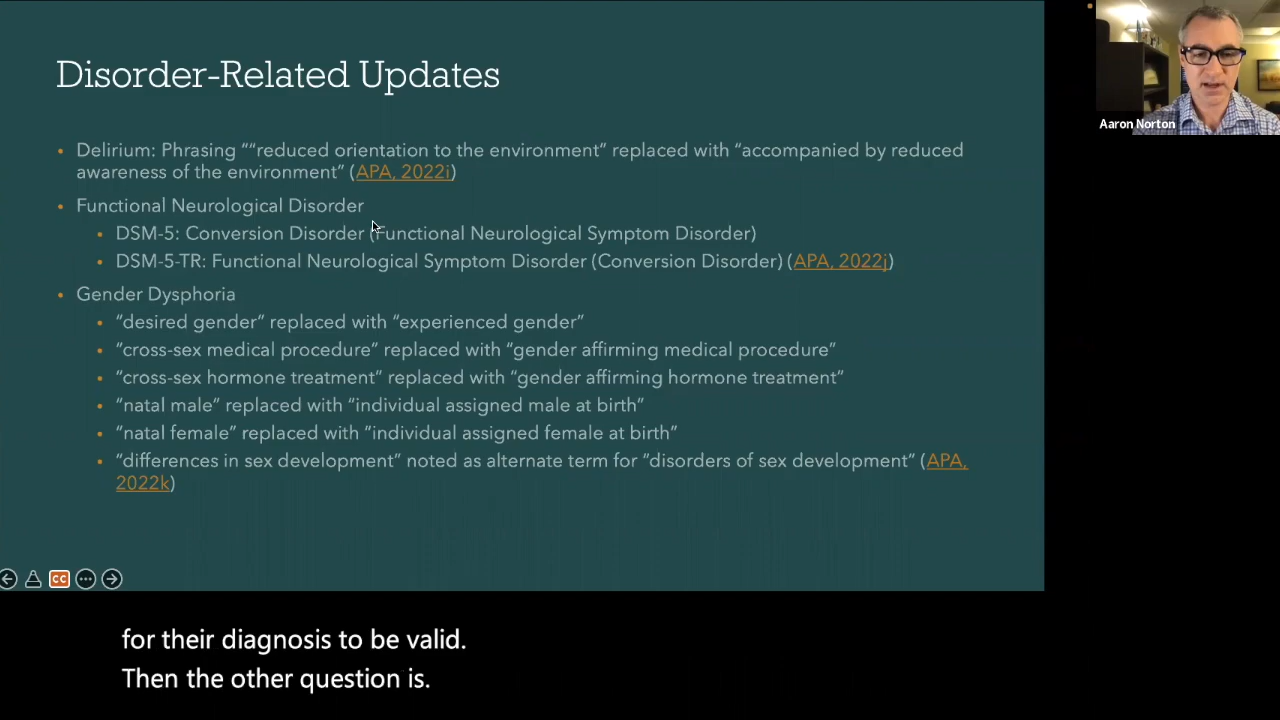 Disorder-Related Updates
Aaron Norton
• Delirium: Phrasing ““reduced orientation to the environment” replaced with “accompanied by reduced
awareness of the environment” (APA, 2022i)
• Functional Neurological Disorder
• DSM-5: Conversion Disorder (Functional Neurological Symptom Disorder)
• DSM-5-TR: Functional Neurological Symptom Disorder (Conversion Disorder) (APA, 2022j)
• Gender Dysphoria
• “desired gender” replaced with “experienced gender”
• “cross-sex medical procedure” replaced with “gender affirming medical procedure”
• “cross-sex hormone treatment” replaced with “gender affirming hormone treatment”
• “natal male” replaced with “individual assigned male at birth”
• “natal female” replaced with “individual assigned female at birth”
• “differences in sex development” noted as alternate term for “disorders of sex development” (APA,
2022k)
CC
for their diagnosis to be valid.
Then the other question is.